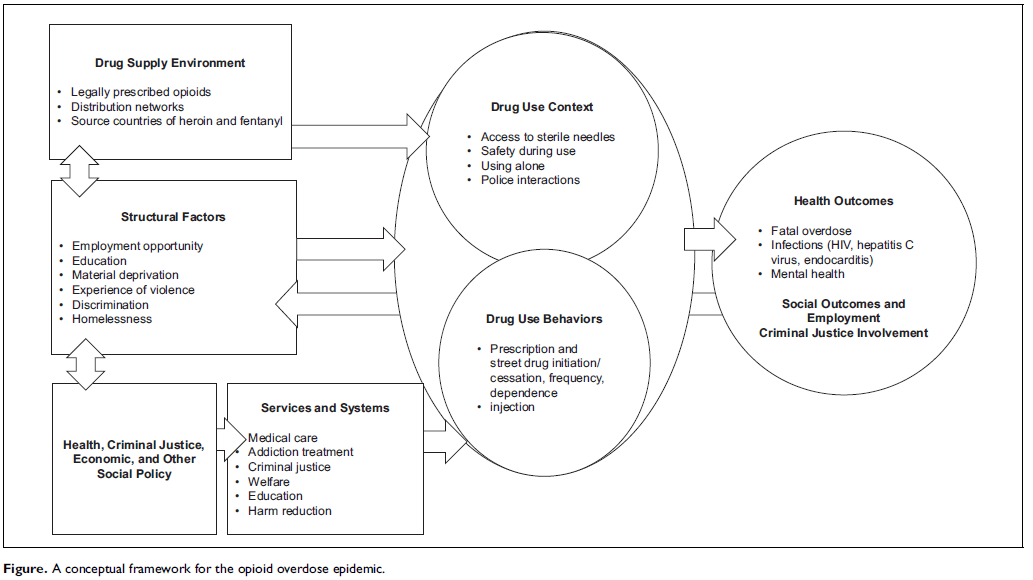 Drug Supply Environment
• Legally prescribed opioids
• Distribution networks
• Source countries of heroin and fentanyl
Structural Factors
• Employment opportunity
• Education
• Material deprivation
• Experience of violence
• Discrimination
• Homelessness
Health, Criminal Justice,
Economic, and Other
Social Policy
Services and Systems
Medical care
• Addiction treatment
• Criminal justice
• Welfare
• Education
• Harm reduction
Drug Use Context
• Access to sterile needles
• Safety during use
• Using alone
• Police interactions
Drug Use Behaviors
• Prescription and
street drug initiation/
cessation, frequency,
dependence
• injection
Health Outcomes
• Fatal overdose
• Infections (HIV, hepatitis C
virus, endocarditis)
• Mental health
Social Outcomes and
Employment
Criminal Justice Involvement
Figure. A conceptual framework for the opioid overdose epidemic.